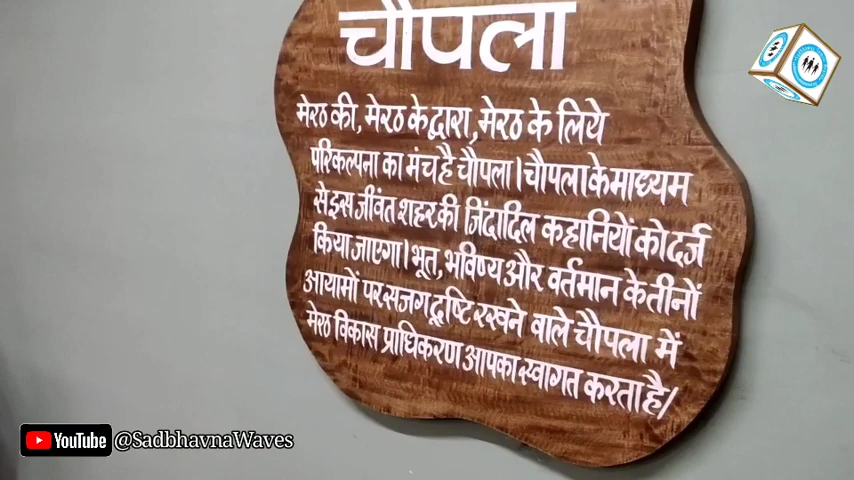 चौपला
मेरठ की, मेरठ के द्वारा, मेरठ के लिये
परिकल्पना का मंच है चौपला। चौपला के माध्यम
से इस जीवंत शहर की जिंदादिल कहानियों को दर्ज
किया जाएगा। भूत, भविष्य और वर्तमान के तीनों
आयामों पर सजग दृष्टि रखने वाले चौपला में
मेरठ विकास प्राधिकरण आपका स्वागत करता है/
YouTube @SadbhavnaWaves